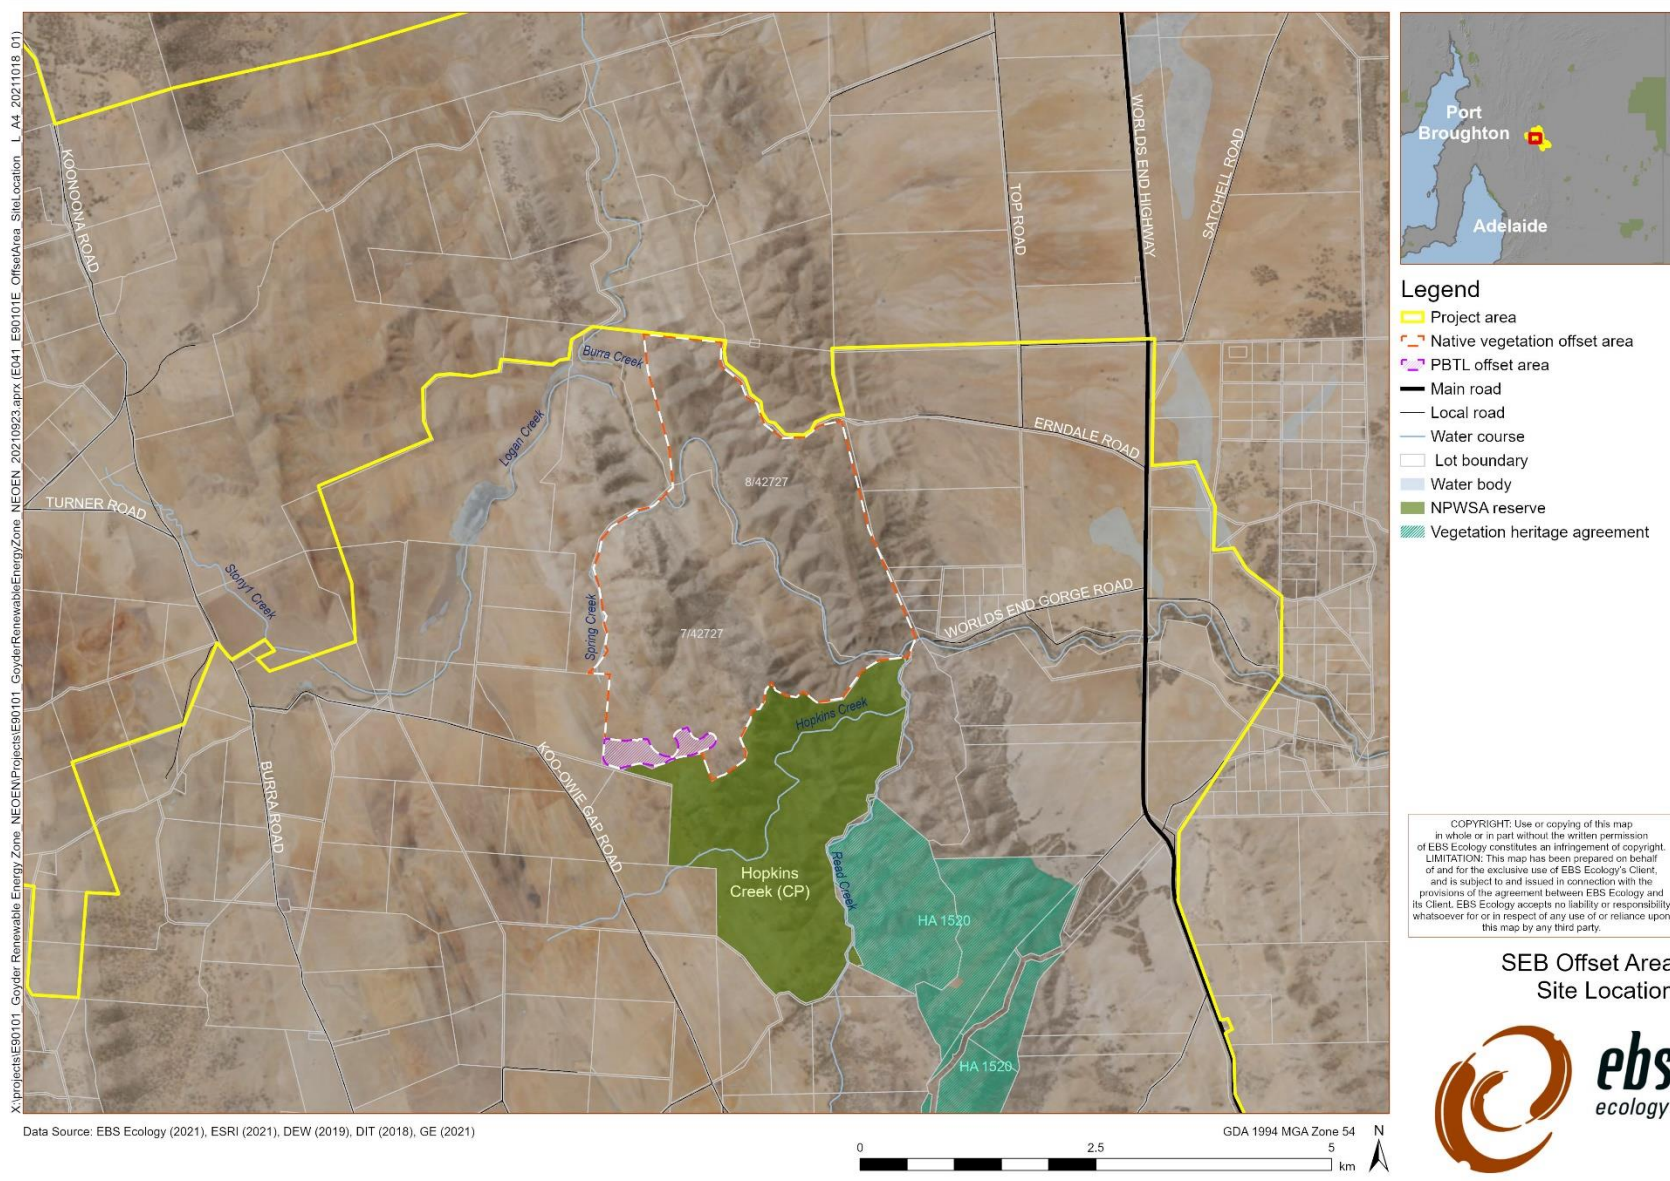 X:\projects\E90101_Goyder Renewable Energy Zone_NEOEN\Projects\E90101_GoyderRenewableEnergyZone_NEOEN_20210923.aprx (E041_E90101E_OffsetArea_SiteLocation_L_A4_20211018_01)
KOONOONA ROAD
WORLDS END HIGHWAY
SATCHELL ROAD
TOP ROAD
Burra Creek
Logan Creek
ERNDALE ROAD
8/42727
TURNER ROAD
Stony1 Creek
Spring Creek
7/42727
WORLDS END GORGE ROAD
Hopkins Creek
KOO-OWIE GAP ROAD
BURRA ROAD
Hopkins
Creek (CP)
Reed Creek
HA 1520
HA 1520
Port
Broughton
Adelaide
Legend
Project area
Native vegetation offset area
PBTL offset area
Main road
Local road
Water course
Lot boundary
Water body
NPWSA reserve
Vegetation heritage agreement
COPYRIGHT: Use or copying of this map
in whole or in part without the written permission
of EBS Ecology constitutes an infringement of copyright.
LIMITATION: This map has been prepared on behalf
of and for the exclusive use of EBS Ecology's Client,
and is subject to and issued in connection with the
provisions of the agreement between EBS Ecology and
its Client. EBS Ecology accepts no liability or responsibility
whatsoever for or in respect of any use of or reliance upon
this map by any third party.
SEB Offset Area
Site Location
ebs
ecology
Data Source: EBS Ecology (2021), ESRI (2021), DEW (2019), DIT (2018), GE (2021)
GDA 1994 MGA Zone 54
N
0 2.5 5
km